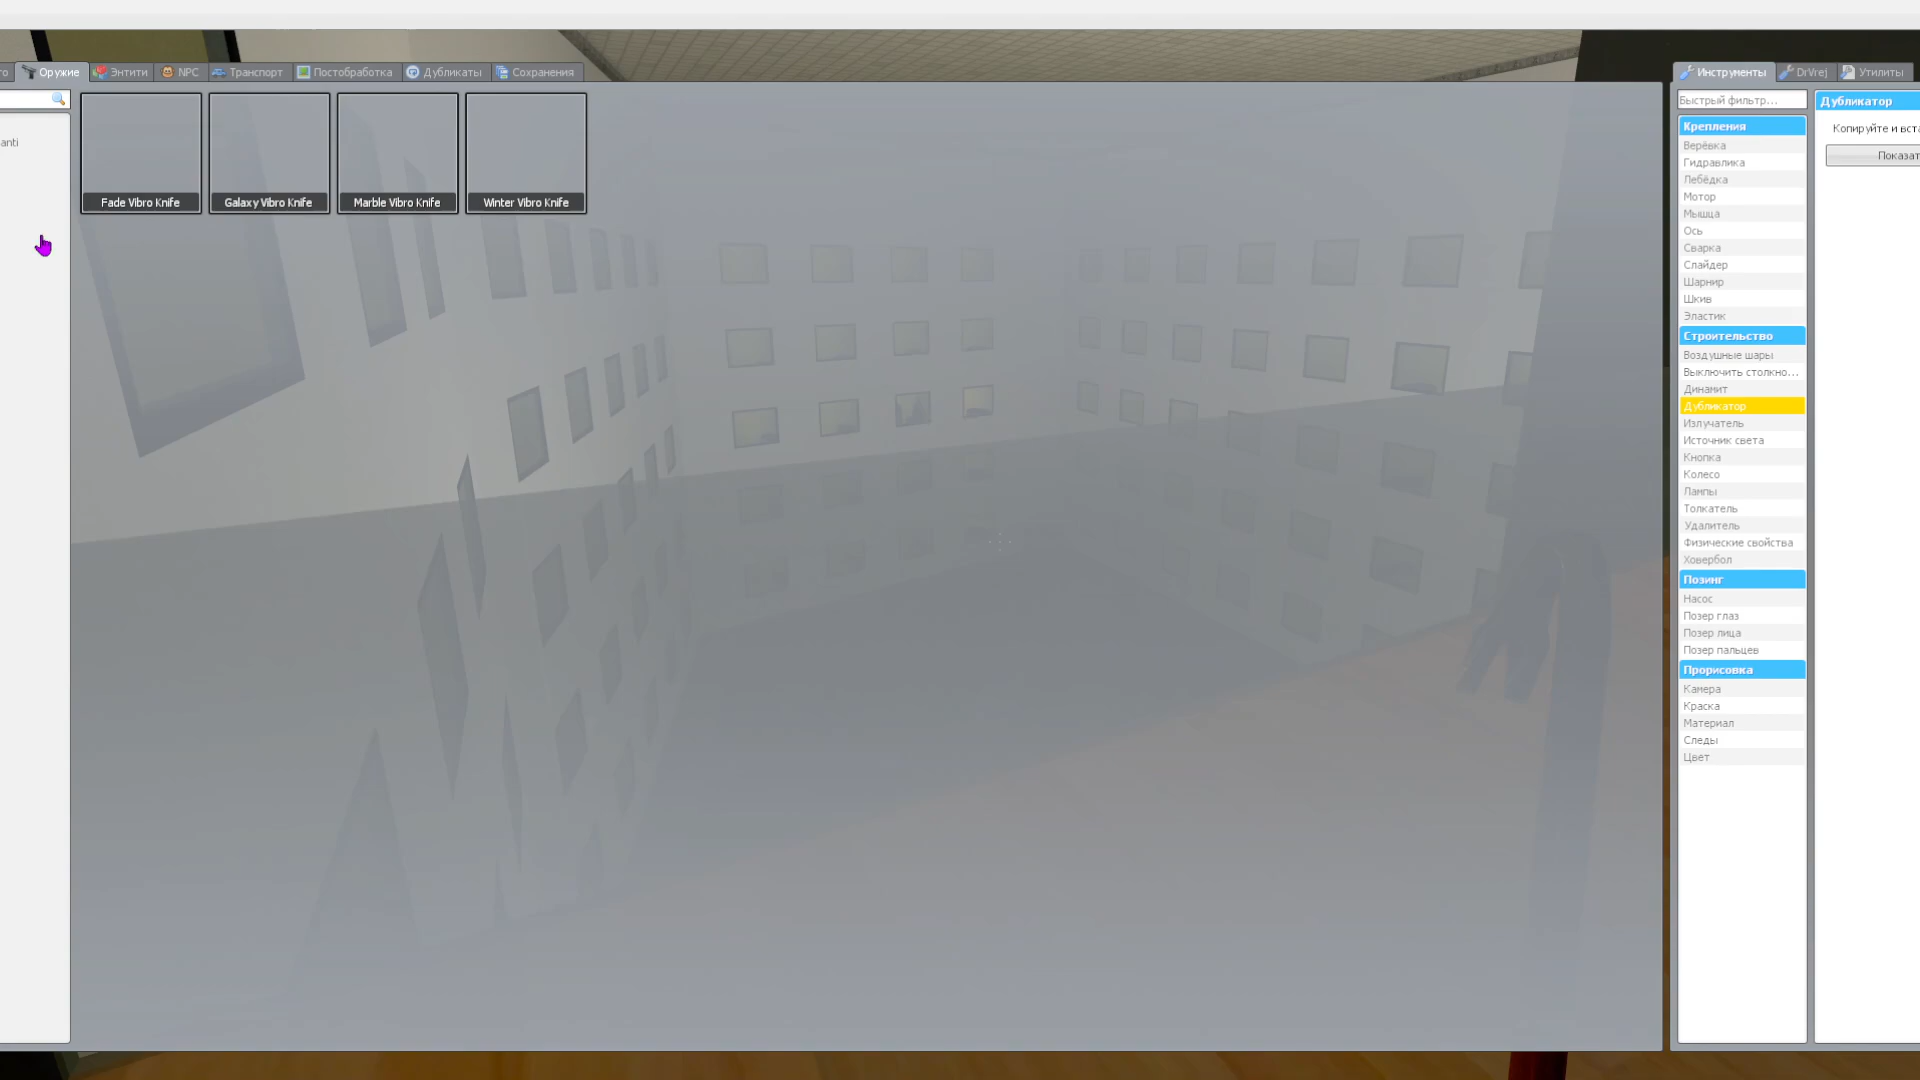 то
Оружие
Энтити
NPC
Транспорт
Постобработка
Дубликаты
Сохранения
anti
Fade Vibro Knife
Galaxy Vibro Knife
Marble Vibro Knife
Winter Vibro Knife
Инструменты
DrVrej
Утилиты
Быстрый фильтр...
Крепления
Верёвка
Гидравлика
Лебёдка
Мотор
Мышца
Ось
Сварка
Слайдер
Шарнир
Шкив
Эластик
Строительство
Воздушные шары
Выключить столкно...
Динамит
Дубликатор
Излучатель
Источник света
Кнопка
Колесо
Лампы
Толкатель
Удалитель
Физические свойства
Ховербол
Позинг
Насос
Позер глаз
Позер лица
Позер пальцев
Прорисовка
Камера
Краска
Материал
Следы
Цвет
Дубликатор
Копируйте и вста
Показат